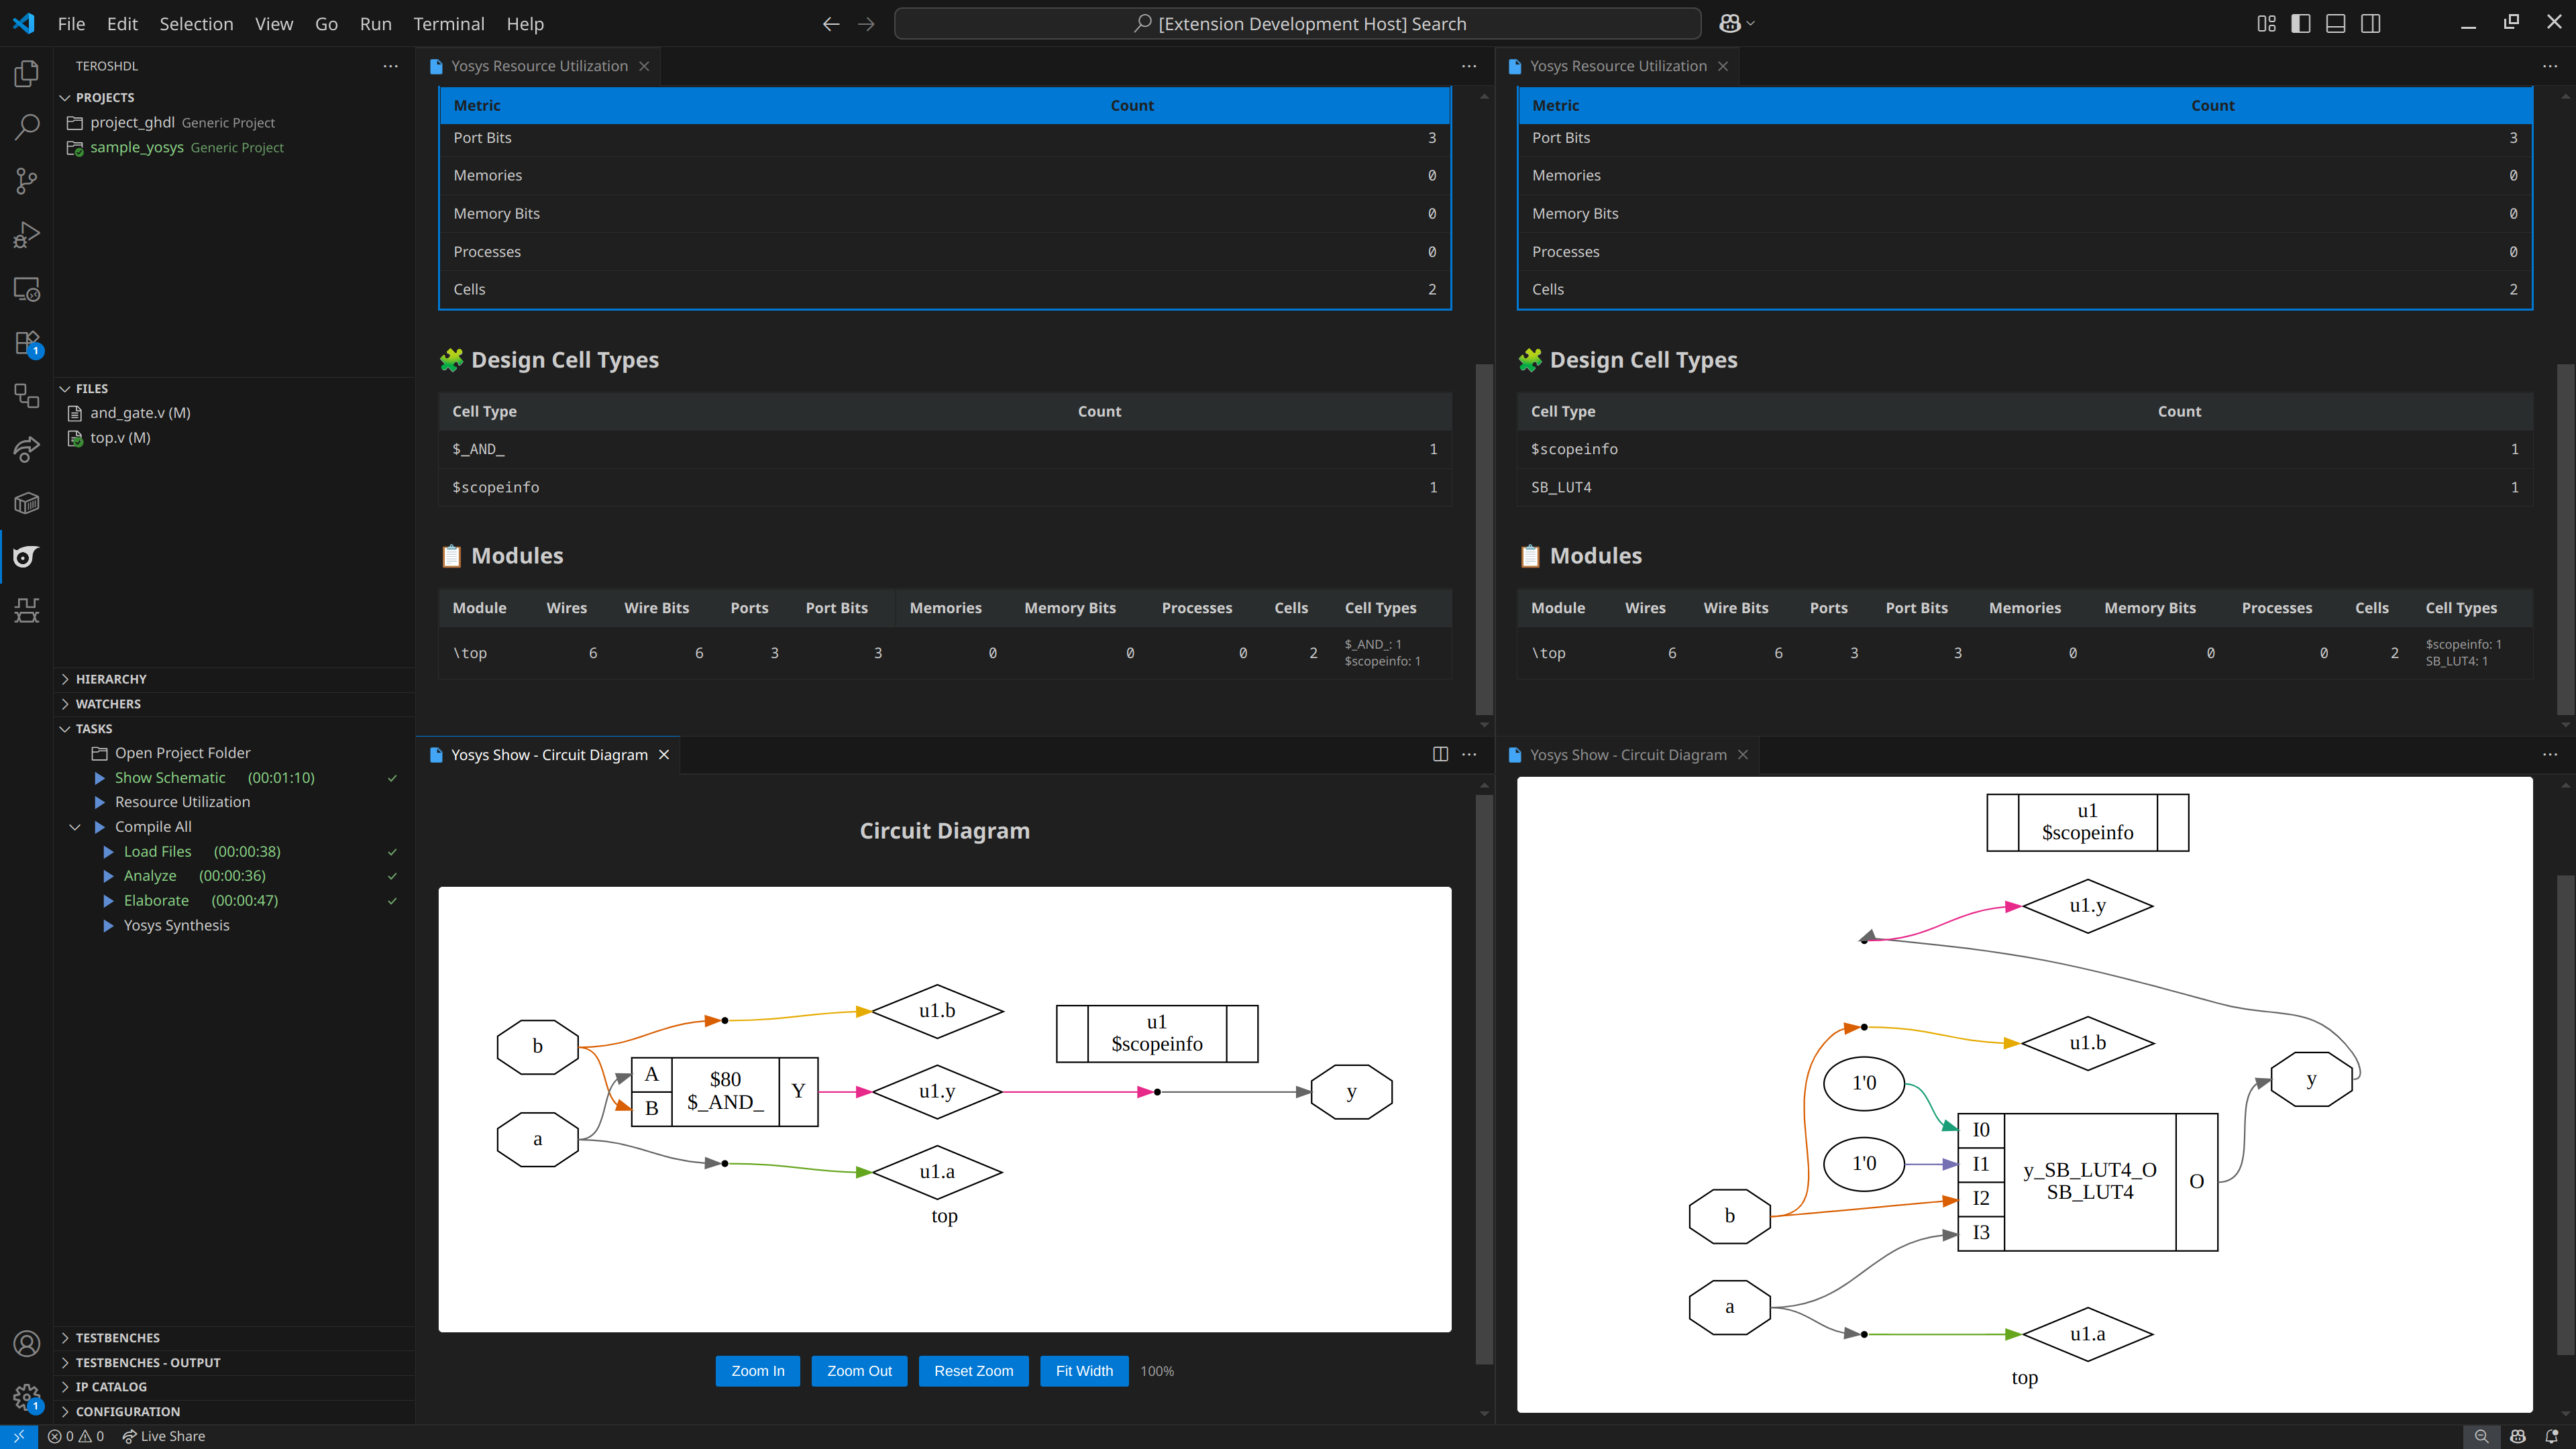 File Edit Selection View Go Run Terminal Help
[Extension Development Host] Search
TEROSHDL
PROJECTS
project_ghdl Generic Project
sample_yosys Generic Project
FILES
and_gate.v (M)
top.v (M)
HIERARCHY
WATCHERS
TASKS
Open Project Folder
Show Schematic (00:01:10)
Resource Utilization
Compile All
Load Files (00:00:38)
Analyze (00:00:36)
Elaborate (00:00:47)
Yosys Synthesis
TESTBENCHES
TESTBENCHES - OUTPUT
IP CATALOG
CONFIGURATION
1
1
Yosys Resource Utilization
Metric Count
Port Bits 3
Memories 0
Memory Bits 0
Processes 0
Cells 2
Design Cell Types
Cell Type Count
$_AND_ 1
$scopeinfo 1
Modules
Module Wires Wire Bits Ports Port Bits Memories Memory Bits Processes Cells Cell Types
\top 6 6 3 3 0 0 0 2 $_AND_: 1
$scopeinfo: 1
Yosys Resource Utilization
Metric Count
Port Bits 3
Memories 0
Memory Bits 0
Processes 0
Cells 2
Design Cell Types
Cell Type Count
$scopeinfo 1
SB_LUT4 1
Modules
Module Wires Wire Bits Ports Port Bits Memories Memory Bits Processes Cells Cell Types
\top 6 6 3 3 0 0 0 2 $scopeinfo: 1
SB_LUT4: 1
Yosys Show - Circuit Diagram
Circuit Diagram
u1.b
u1
$scopeinfo
b
A
B
$80
$_AND_
Y
u1.y
y
a
u1.a
top
Zoom In Zoom Out Reset Zoom Fit Width 100%
Yosys Show - Circuit Diagram
u1
$scopeinfo
u1.y
u1.b
1'0
y
1'0
I0
I1
I2
I3
y_SB_LUT4_O
SB_LUT4
O
b
a
u1.a
top
0 0 Live Share